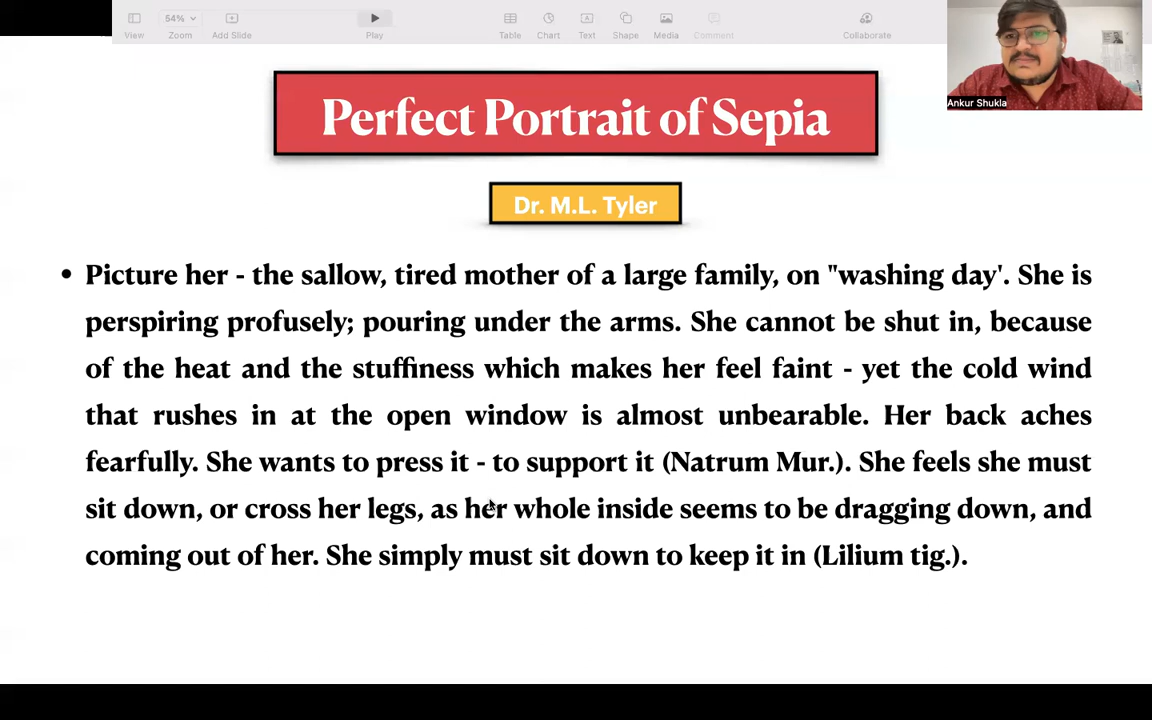 54%
View
Zoom
Add Slide
Play
Table
Chart
Text
Shape
Media
Comment
Collaborate
Ankur Shukla
Perfect Portrait of Sepia
Dr. M.L. Tyler
• Picture her - the sallow, tired mother of a large family, on "washing day'. She is
perspiring profusely; pouring under the arms. She cannot be shut in, because
of the heat and the stuffiness which makes her feel faint - yet the cold wind
that rushes in at the open window is almost unbearable. Her back aches
fearfully. She wants to press it - to support it (Natrum Mur.). She feels she must
sit down, or cross her legs, as her whole inside seems to be dragging down, and
coming out of her. She simply must sit down to keep it in (Lilium tig.).